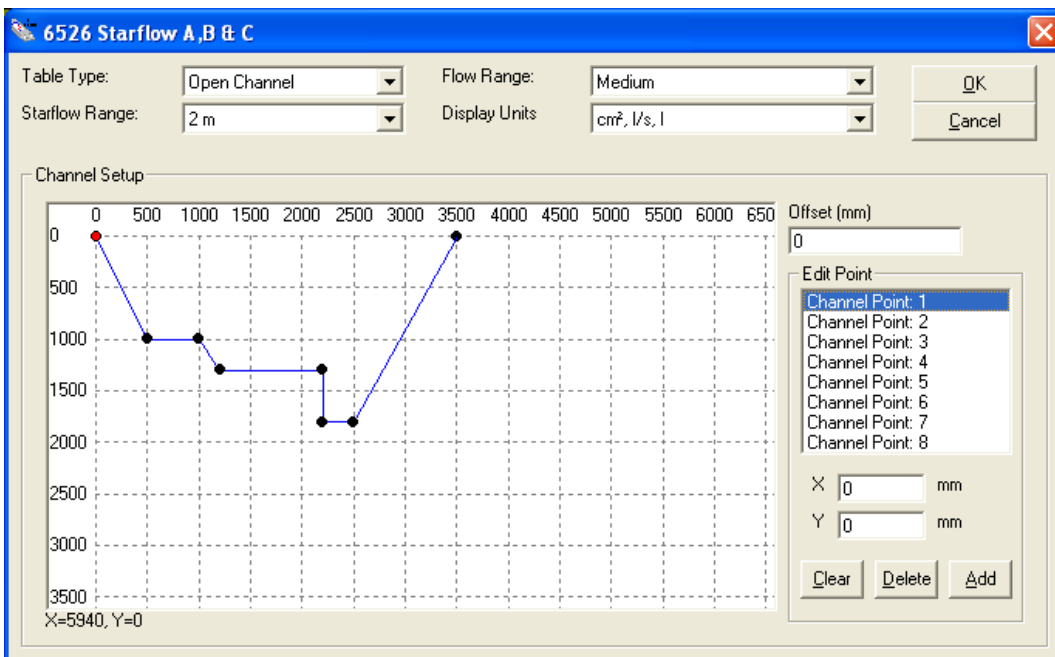 6526 Starflow A,B & C
Table Type:
Open Channel
Flow Range:
Medium
OK
Starflow Range:
2 m
Display Units
cm², l/s, l
Cancel
Channel Setup
0 500 1000 1500 2000 2500 3000 3500 4000 4500 5000 5500 6000 650
0
500
1000
1500
2000
2500
3000
3500
X=5940, Y=0
Offset (mm)
0
Edit Point
Channel Point: 1
Channel Point: 2
Channel Point: 3
Channel Point: 4
Channel Point: 5
Channel Point: 6
Channel Point: 7
Channel Point: 8
X 0 mm
Y 0 mm
Clear Delete Add